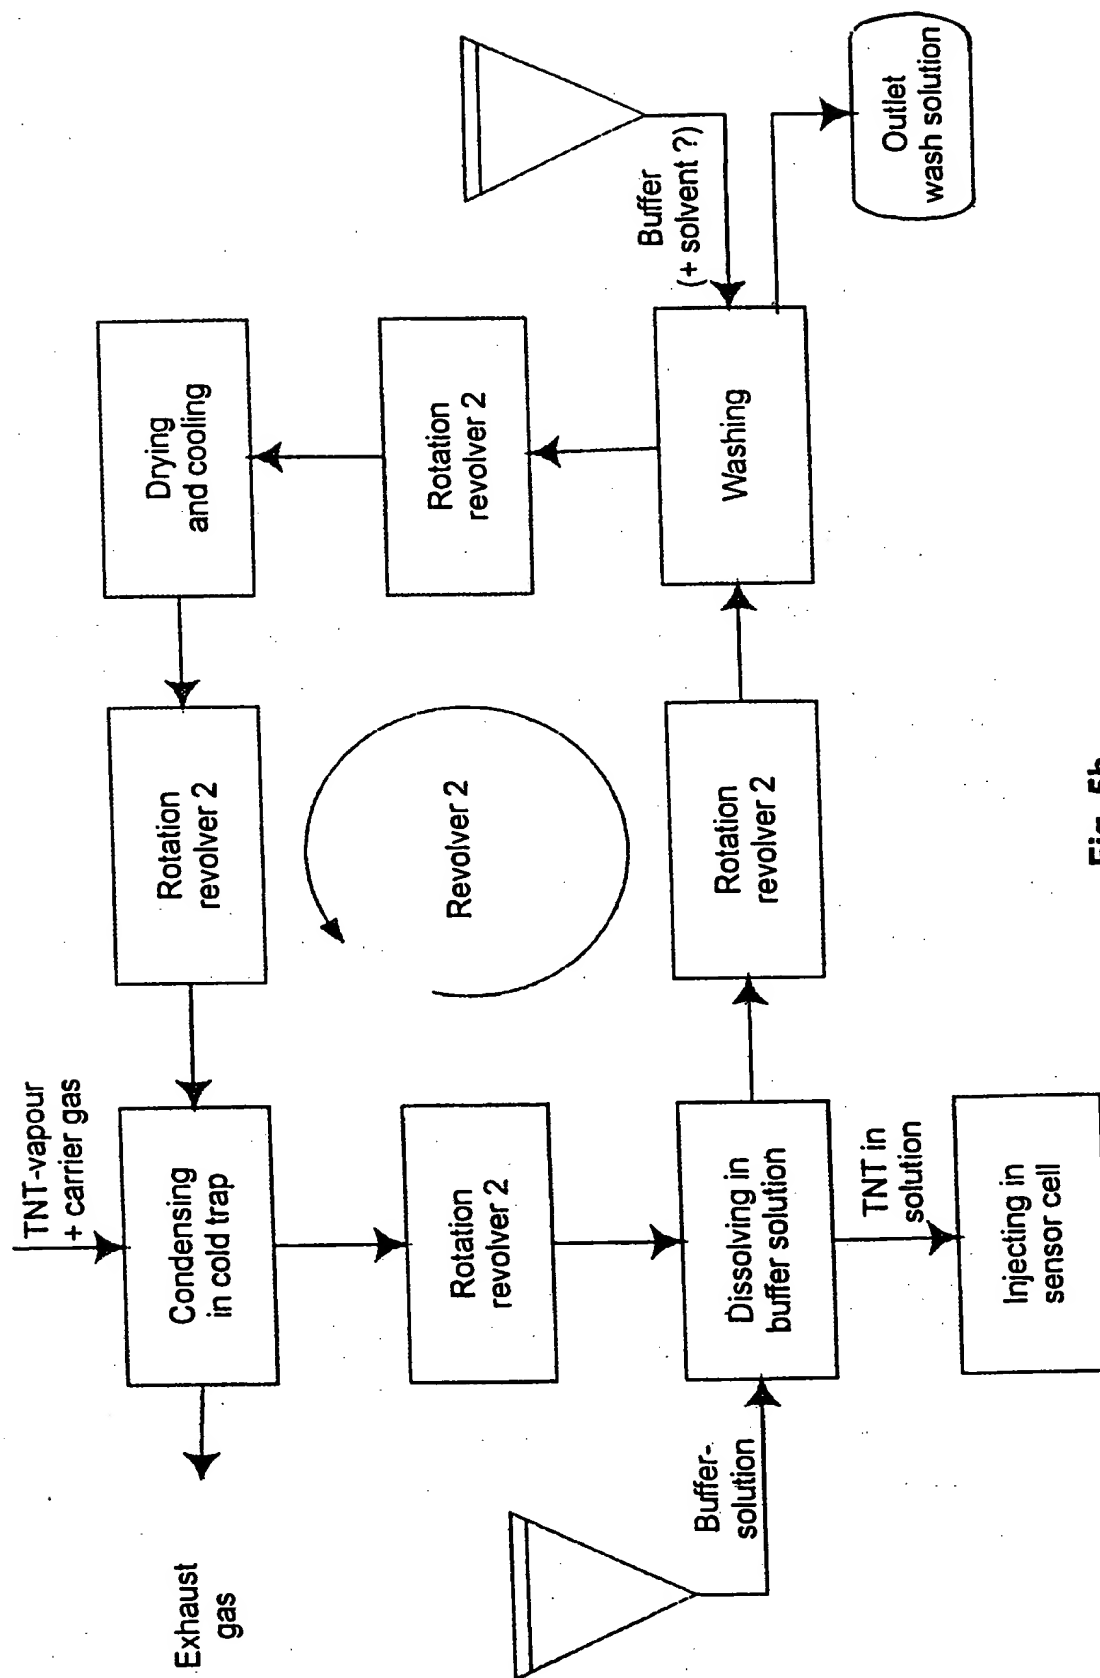 TNT-vapour
+ carrier gas
Exhaust
gas
Condensing
in cold trap
Rotation
revolver 2
Drying
and cooling
Rotation
revolver 2
Revolver 2
Rotation
revolver 2
Buffer
(+ solvent ?)
Buffer-
solution
Dissolving in
buffer solution
Rotation
revolver 2
Washing
TNT in
solution
Outlet
wash solution
Injecting in
sensor cell
Fig. 5b